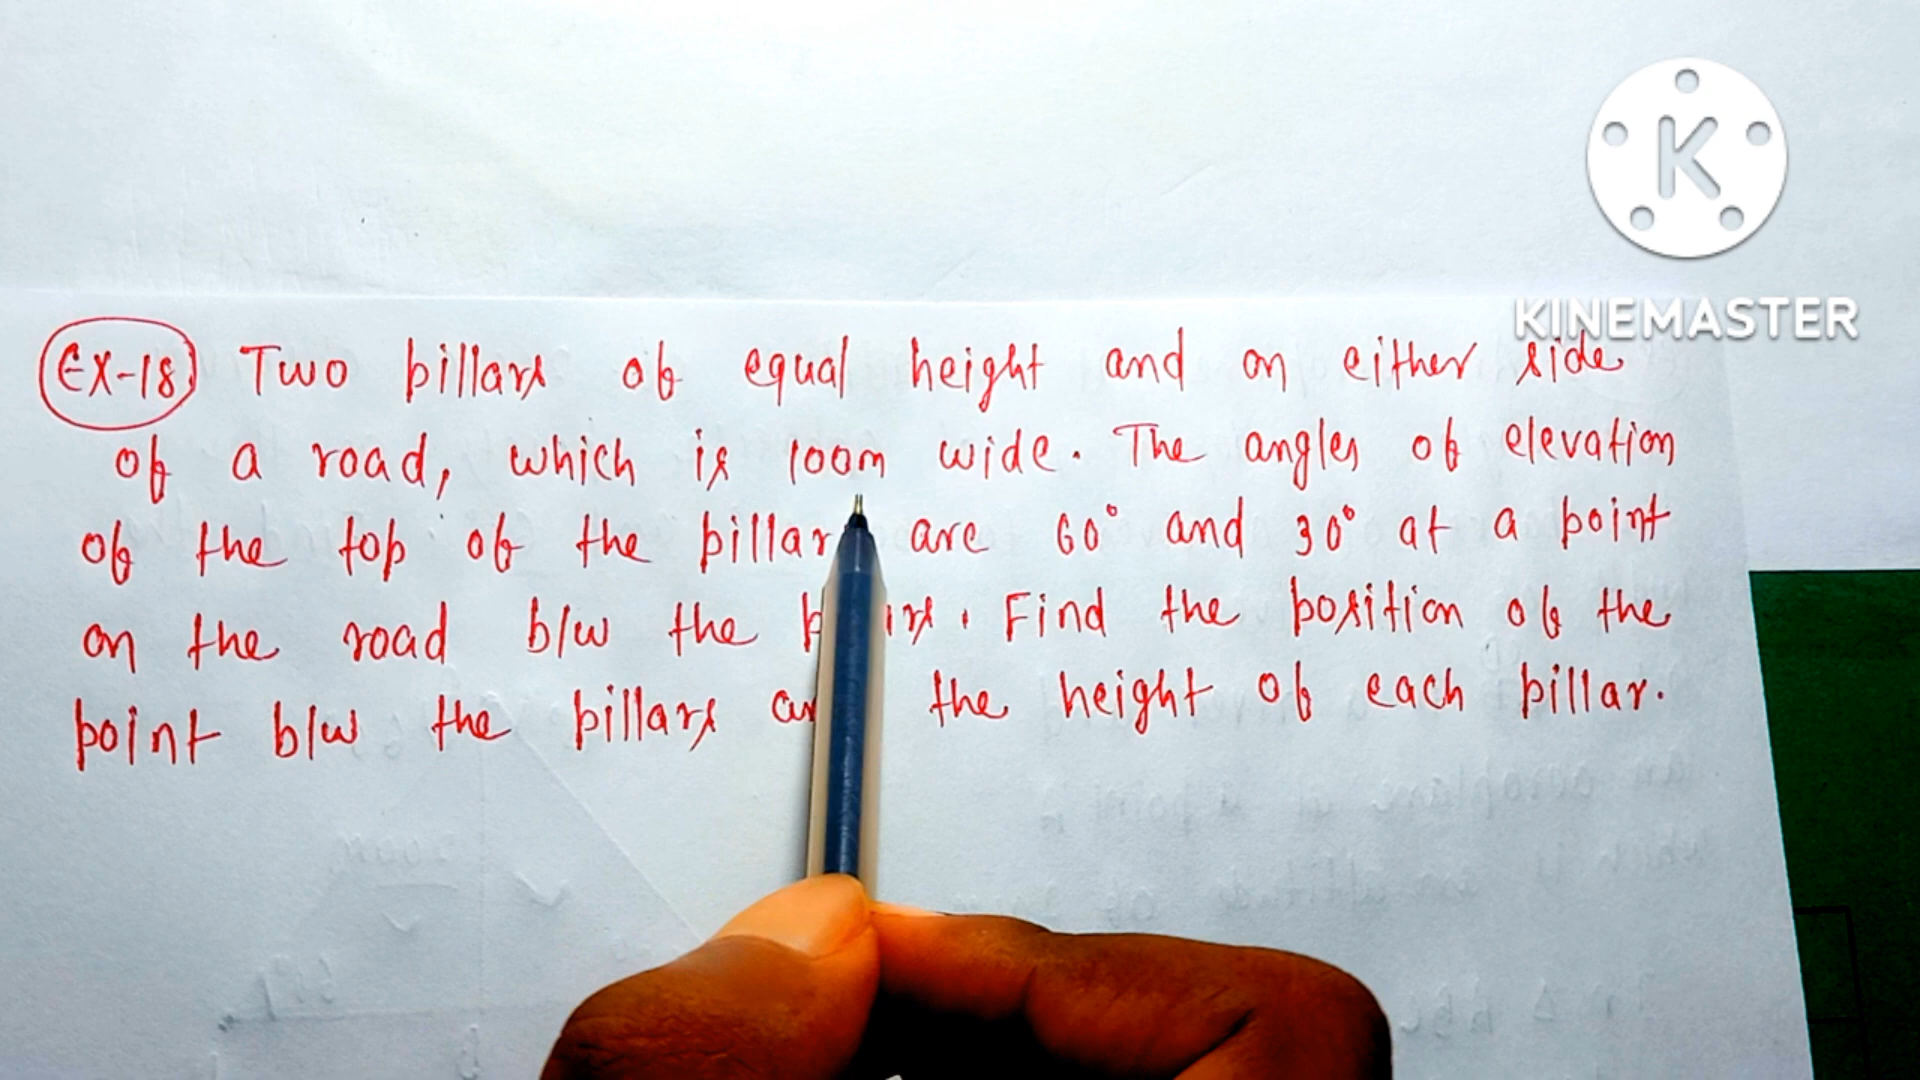 K
KINEMASTER
EX-18 Two pillars of equal height and on either side
of a road, which is 100m wide. The angles of elevation
of the top of the pillar are 60° and 30° at a point
on the road b/w the . Find the position of the
point b/w the pillars the height of each pillar.